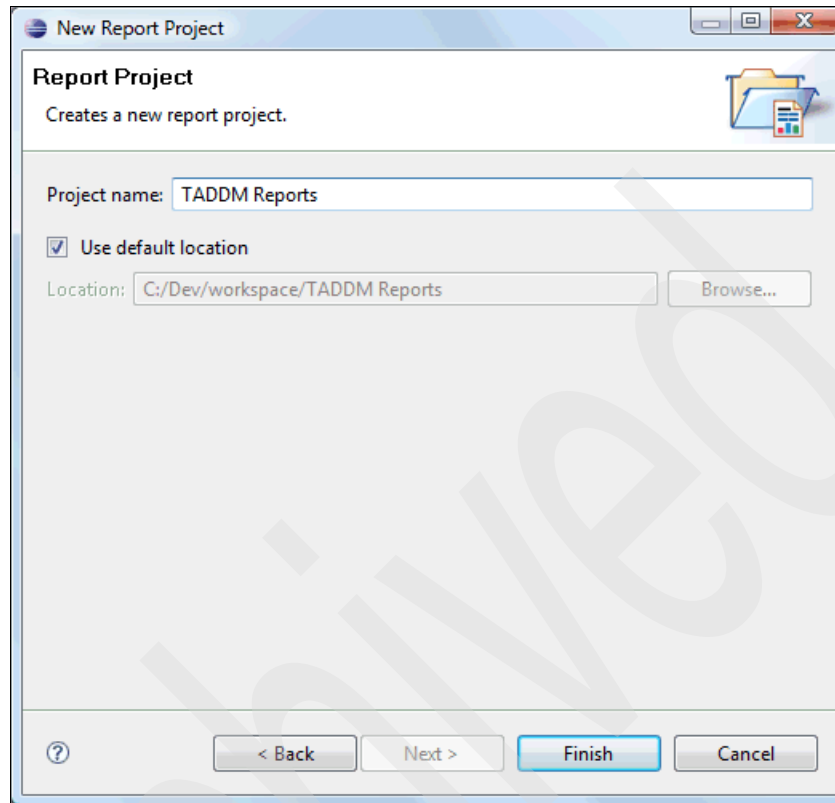 New Report Project
Report Project
Creates a new report project.
Project name: TADDM Reports
Use default location
Location: C:/Dev/workspace/TADDM Reports Browse...
< Back Next > Finish Cancel
hived